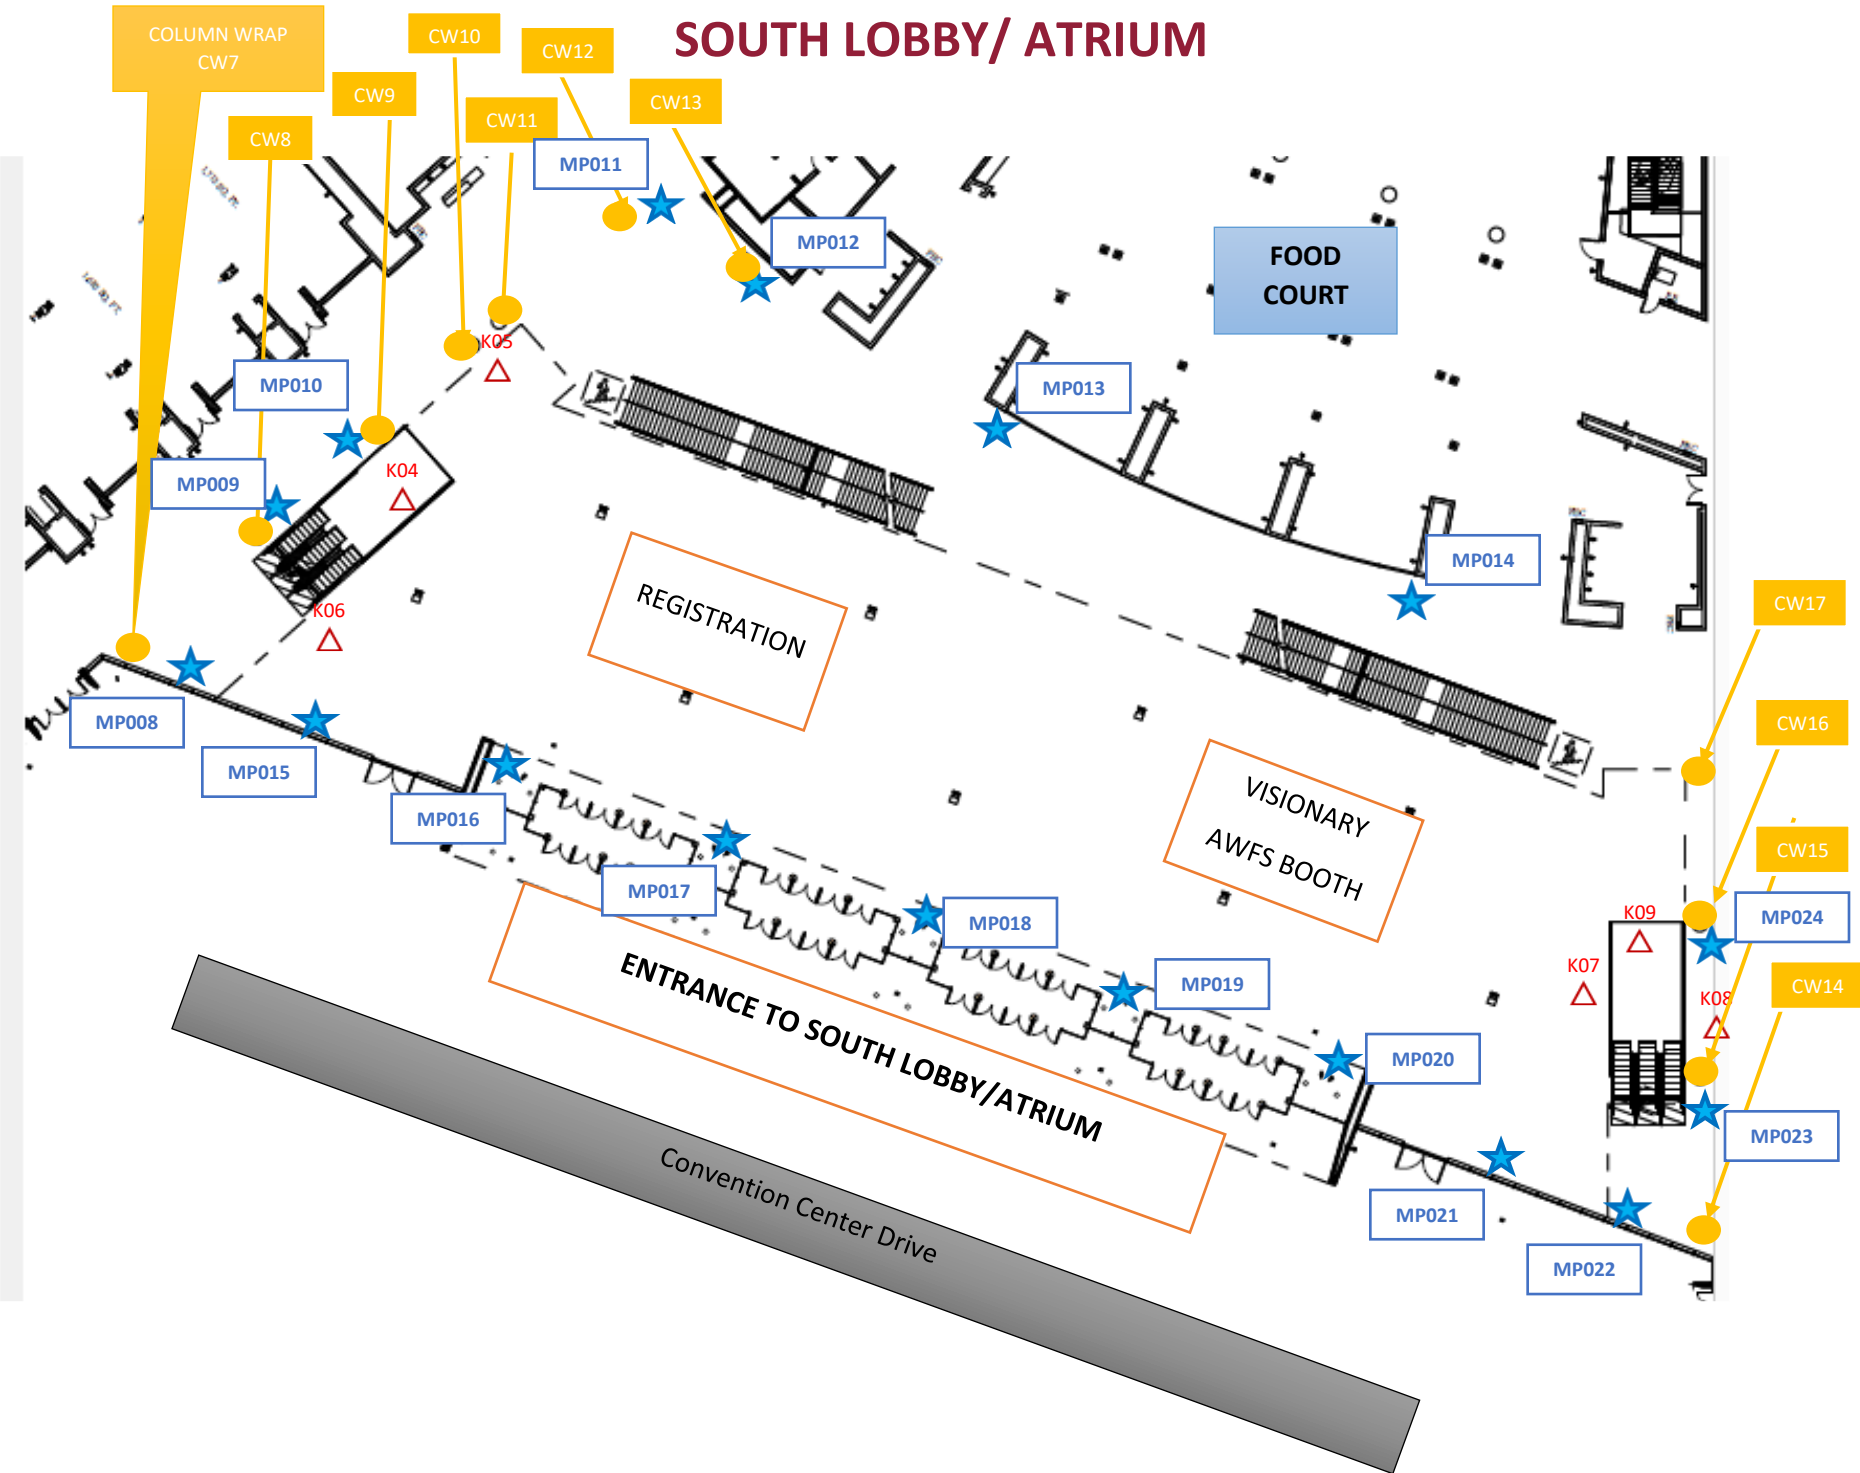 SOUTH LOBBY/ ATRIUM
COLUMN WRAP
CW7
CW10
CW12
CW9
CW13
CW11
CW8
MP011
MP012
FOOD
COURT
K05
MP010
MP013
K04
MP009
MP014
REGISTRATION
K06
CW17
MP008
CW16
MP015
VISIONARY
AWFS BOOTH
MP016
CW15
MP017
MP018
K09
MP024
ENTRANCE TO SOUTH LOBBY/ATRIUM
K07
MP019
CW14
K08
MP020
MP023
Convention Center Drive
MP021
MP022